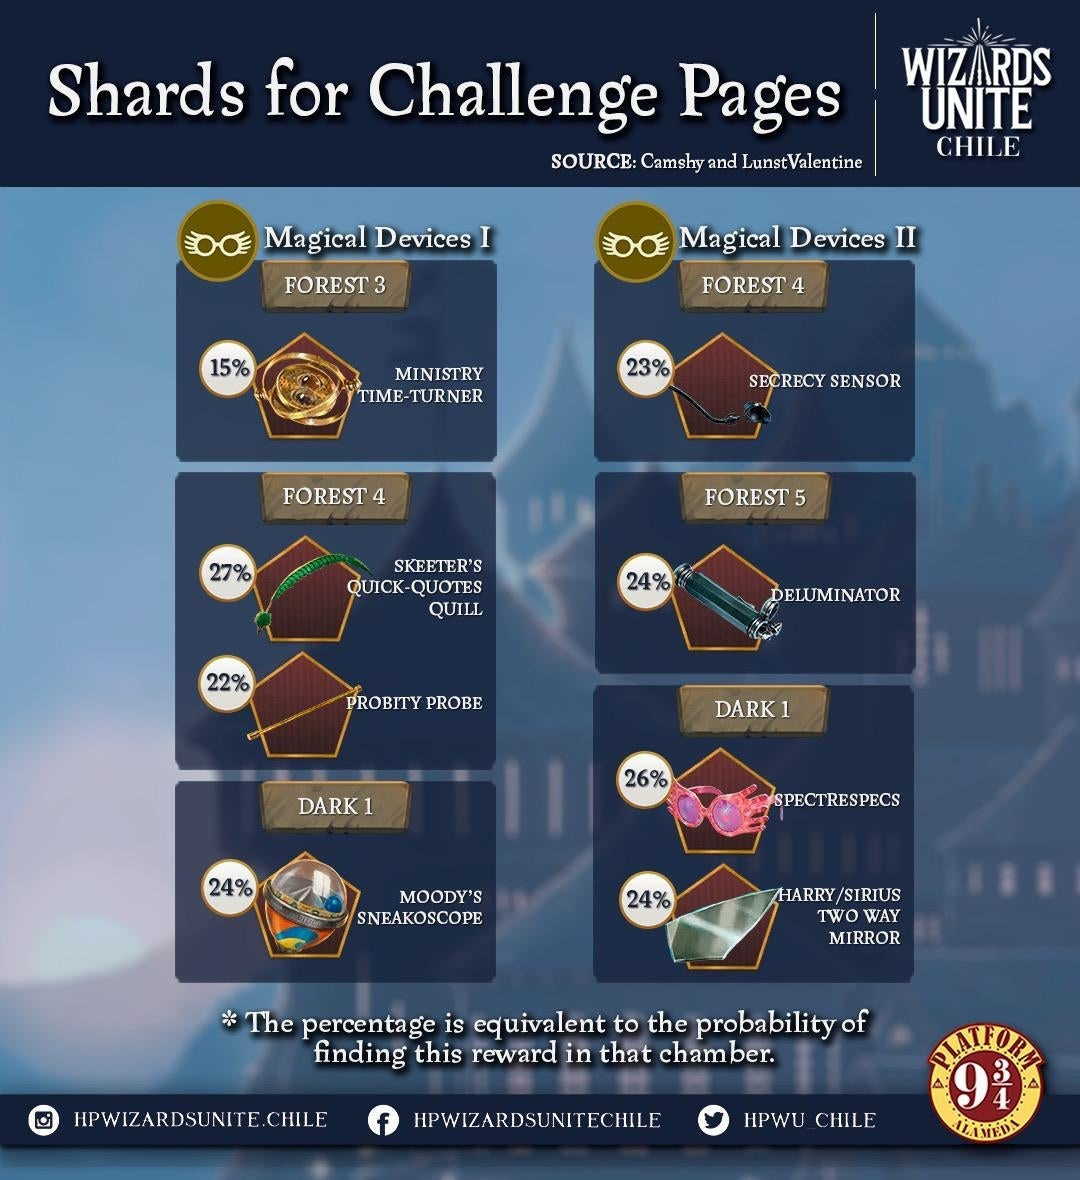 Shards for Challenge Pages
SOURCE: Camshy and LunstValentine
WIZARDS
UNITE
CHILE
Magical Devices I
FOREST 3
15%
MINISTRY
TIME-TURNER
FOREST 4
27%
SKEETER'S
QUICK-QUOTES
QUILL
22%
PROBITY PROBE
DARK 1
24%
MOODY'S
SNEAKOSCOPE
Magical Devices II
FOREST 4
23%
SECRECY SENSOR
FOREST 5
24%
DELUMINATOR
DARK 1
26%
SPECTRESPECS
24%
HARRY/SIRIUS
TWO WAY
MIRROR
* The percentage is equivalent to the probability of
finding this reward in that chamber.
HPWIZARDSUNITE.CHILE
HPWIZARDSUNITECHILE
HPWU_CHILE
PLATFORM
9 3/4
ALAMEDA